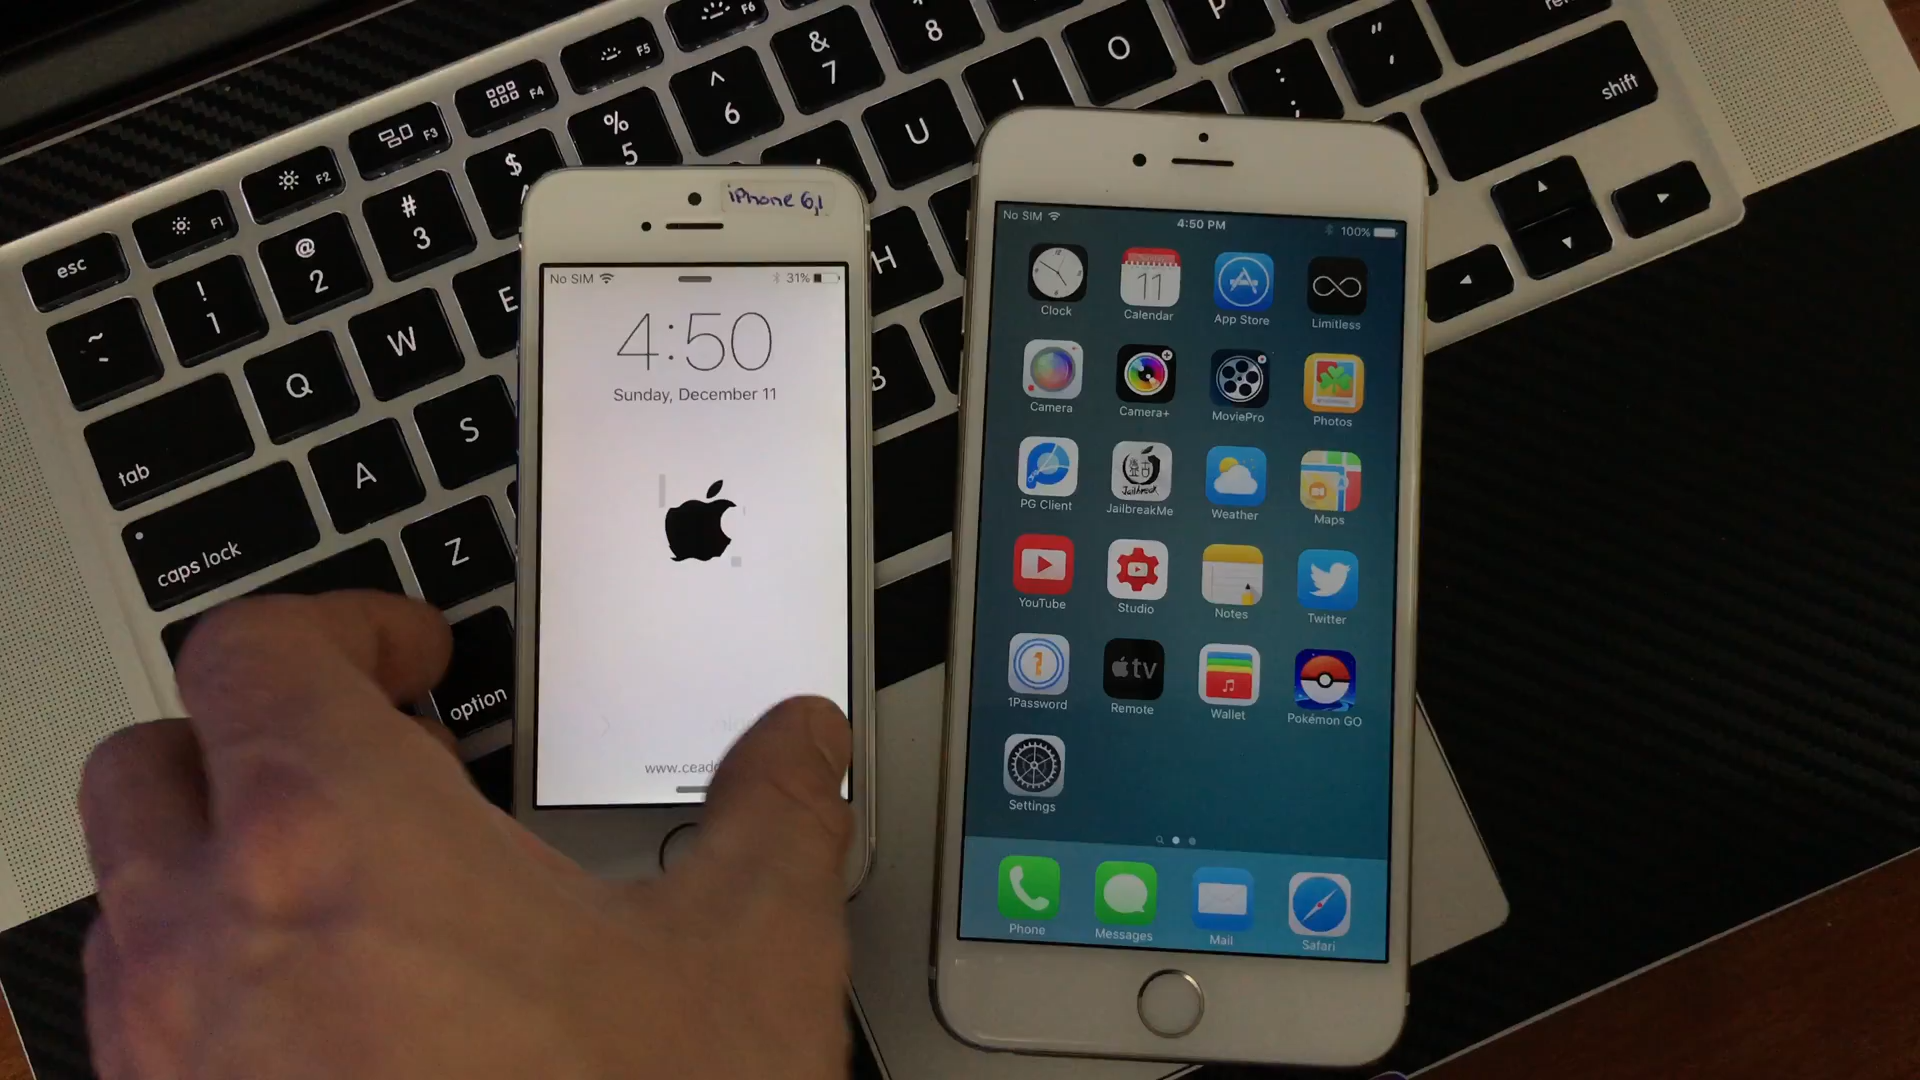 F6
F5
F4
F3
F2
F1
esc
&
7
8
^
6
%
5
$
#
3
@
2
!
1
~
O
P
I
U
:
;
"
,
shift
H
B
Q
W
E
tab
A
S
caps lock
Z
option
iPhone 6,1
No SIM
31%
4:50
Sunday, December 11
No SIM
4:50 PM
100%
11
Clock
Calendar
App Store
Limitless
Camera
Camera+
MoviePro
Photos
Jailbreak
PG Client
JailbreakMe
Weather
Maps
YouTube
Studio
Notes
Twitter
1
tv
1Password
Remote
Wallet
Pokémon GO
Settings
Phone
Messages
Mail
Safari